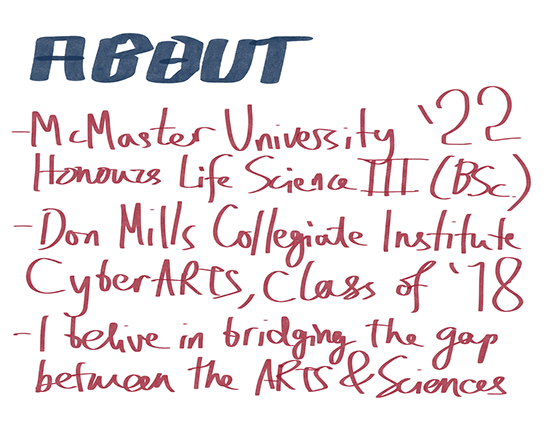 ABOUT
-McMaster University '22
Honours Life Science III (BSc.)
-Don Mills Collegiate Institute
CyberARTS, Class of '18
-I belive in bridging the gap
between the ARTS & Sciences